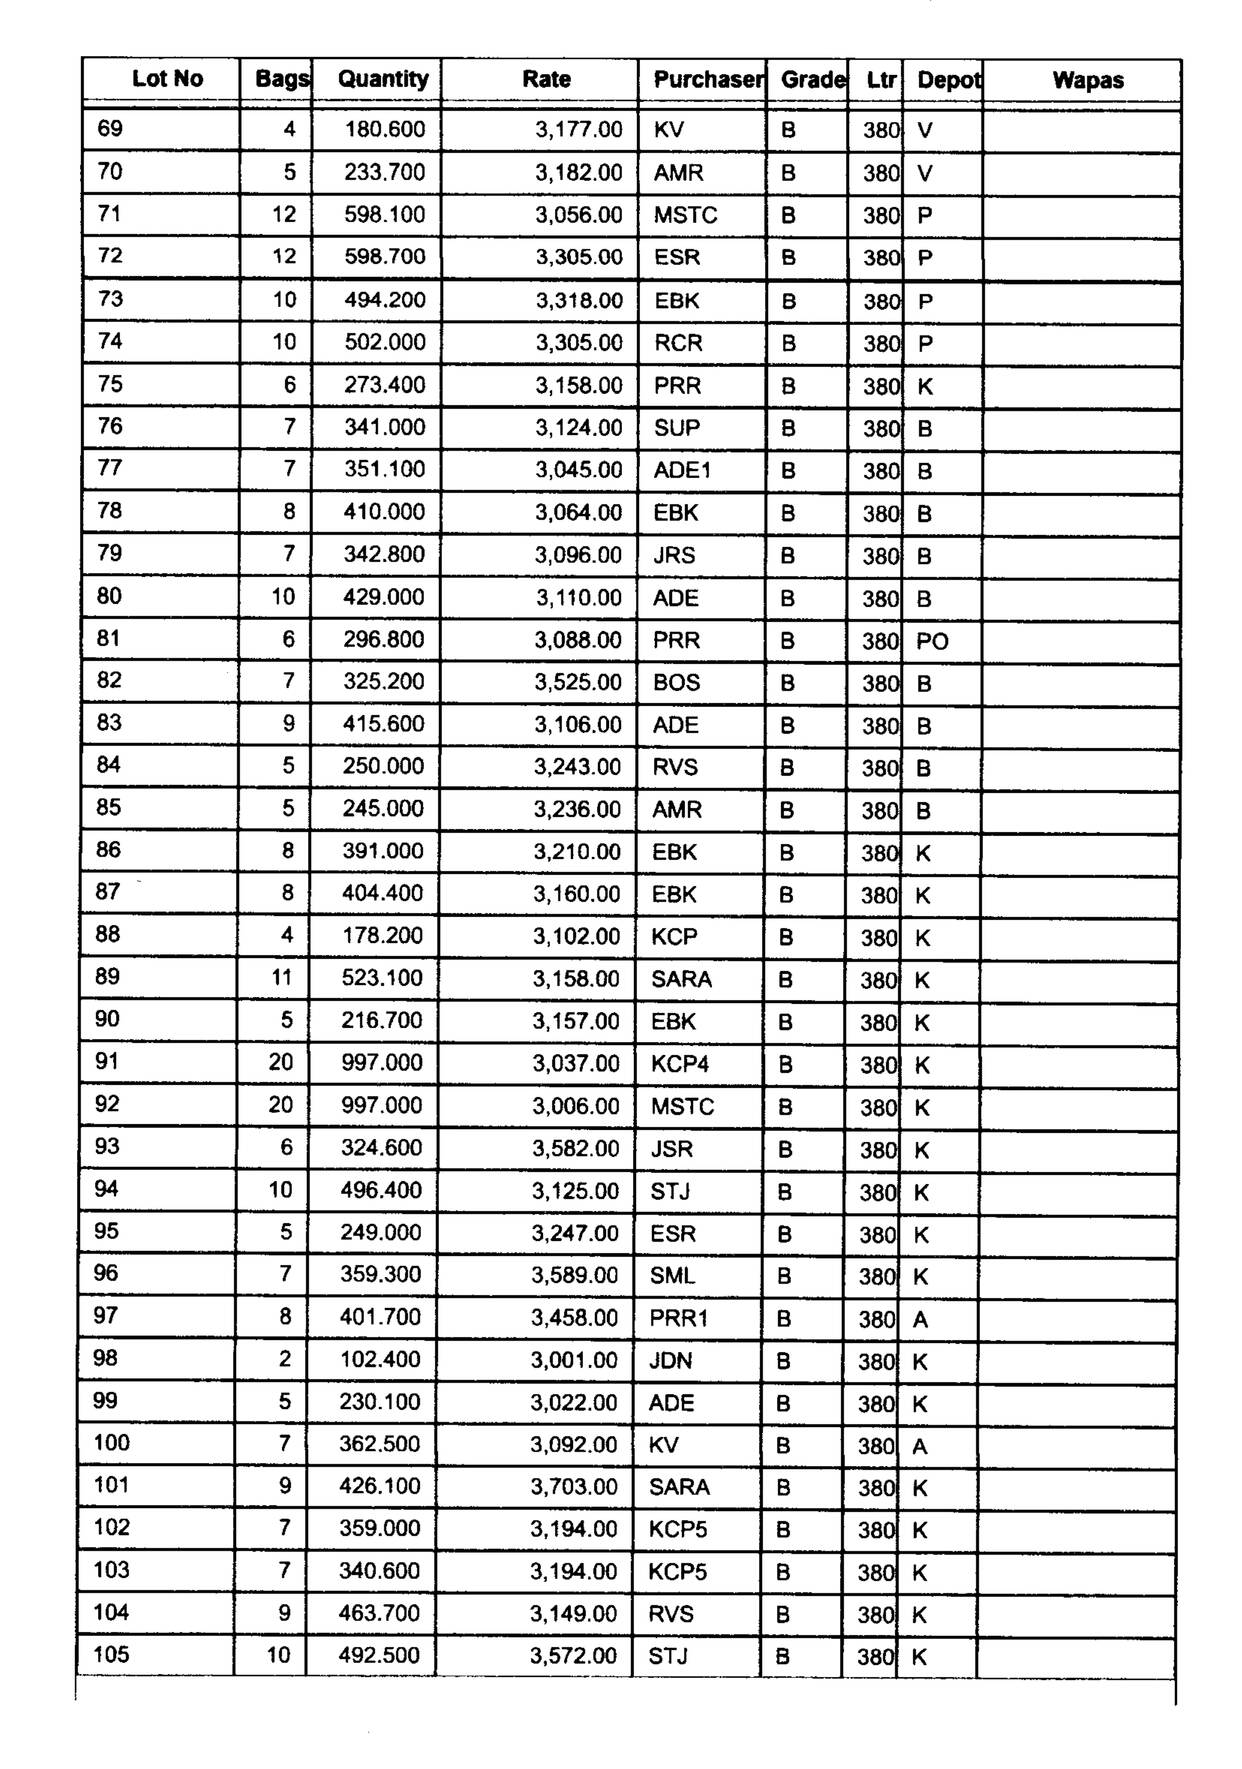 Lot No Bags Quantity Rate Purchaser Grade Ltr Depot Wapas
69 4 180.600 3,177.00 KV B 380 V
70 5 233.700 3,182.00 AMR B 380 V
71 12 598.100 3,056.00 MSTC B 380 P
72 12 598.700 3,305.00 ESR B 380 P
73 10 494.200 3,318.00 EBK B 380 P
74 10 502.000 3,305.00 RCR B 380 P
75 6 273.400 3,158.00 PRR B 380 K
76 7 341.000 3,124.00 SUP B 380 B
77 7 351.100 3,045.00 ADE1 B 380 B
78 8 410.000 3,064.00 EBK B 380 B
79 7 342.800 3,096.00 JRS B 380 B
80 10 429.000 3,110.00 ADE B 380 B
81 6 296.800 3,088.00 PRR B 380 PO
82 7 325.200 3,525.00 BOS B 380 B
83 9 415.600 3,106.00 ADE B 380 B
84 5 250.000 3,243.00 RVS B 380 B
85 5 245.000 3,236.00 AMR B 380 B
86 8 391.000 3,210.00 EBK B 380 K
87 8 404.400 3,160.00 EBK B 380 K
88 4 178.200 3,102.00 KCP B 380 K
89 11 523.100 3,158.00 SARA B 380 K
90 5 216.700 3,157.00 EBK B 380 K
91 20 997.000 3,037.00 KCP4 B 380 K
92 20 997.000 3,006.00 MSTC B 380 K
93 6 324.600 3,582.00 JSR B 380 K
94 10 496.400 3,125.00 STJ B 380 K
95 5 249.000 3,247.00 ESR B 380 K
96 7 359.300 3,589.00 SML B 380 K
97 8 401.700 3,458.00 PRR1 B 380 A
98 2 102.400 3,001.00 JDN B 380 K
99 5 230.100 3,022.00 ADE B 380 K
100 7 362.500 3,092.00 KV B 380 A
101 9 426.100 3,703.00 SARA B 380 K
102 7 359.000 3,194.00 KCP5 B 380 K
103 7 340.600 3,194.00 KCP5 B 380 K
104 9 463.700 3,149.00 RVS B 380 K
105 10 492.500 3,572.00 STJ B 380 K